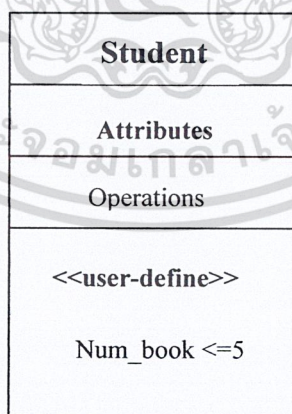 Student
Attributes
Operations
<<user-define>>
Num_book <=5